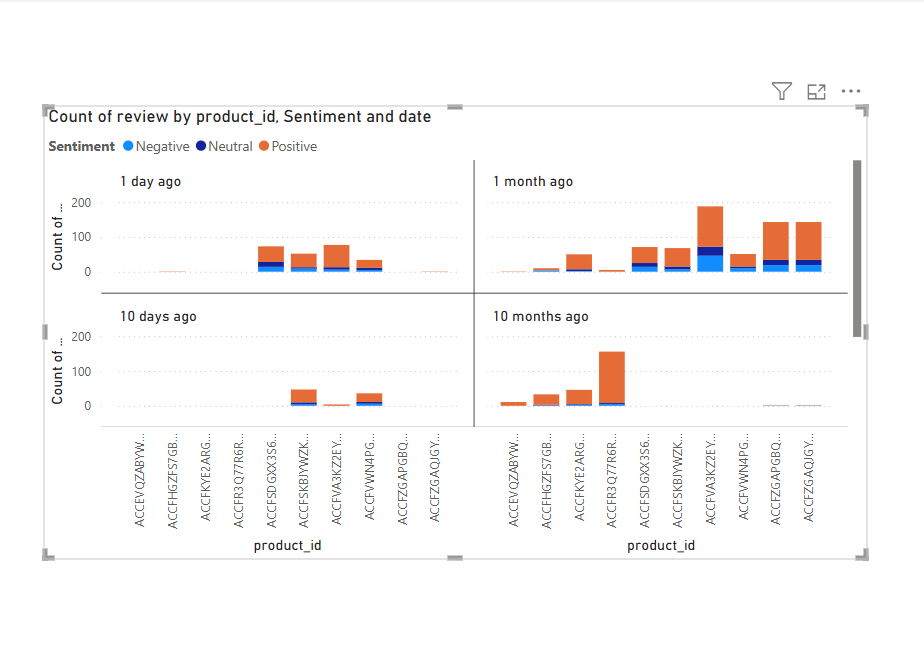 Count of review by product_id, Sentiment and date
Sentiment Negative Neutral Positive
1 day ago
1 month ago
Count of ...
200
100
0
10 days ago
10 months ago
Count of ...
200
100
0
ACCEVQZABYW...
ACCFHGZFS7GB...
ACCFKYE2ARG...
ACCFR3Q77R6R...
ACCFSDGXX3S6...
ACCFSKBJYWZK...
ACCFVA3KZ2EY...
ACCFVWN4PG...
ACCFZGAPGBQ...
ACCFZGAQJGY...
ACCEVQZABYW...
ACCFHGZFS7GB...
ACCFKYE2ARG...
ACCFR3Q77R6R...
ACCFSDGXX3S6...
ACCFSKBJYWZK...
ACCFVA3KZ2EY...
ACCFVWN4PG...
ACCFZGAPGBQ...
ACCFZGAQJGY...
product_id
product_id